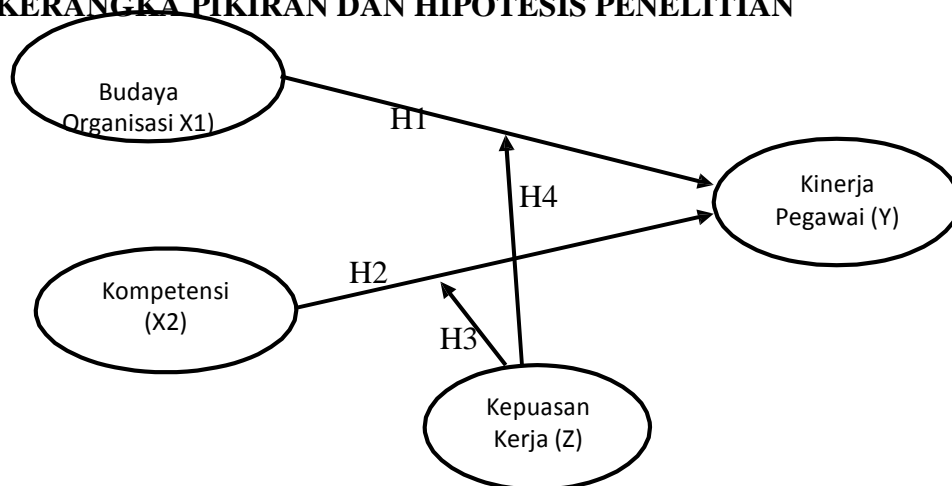 KERANGKA PIKIRAN DAN HIPOTESIS PENELITIAN
Budaya
Organisasi X1)
H1
Kinerja
Pegawai (Y)
H4
H2
Kompetensi
(X2)
H3
Kepuasan
Kerja (Z)